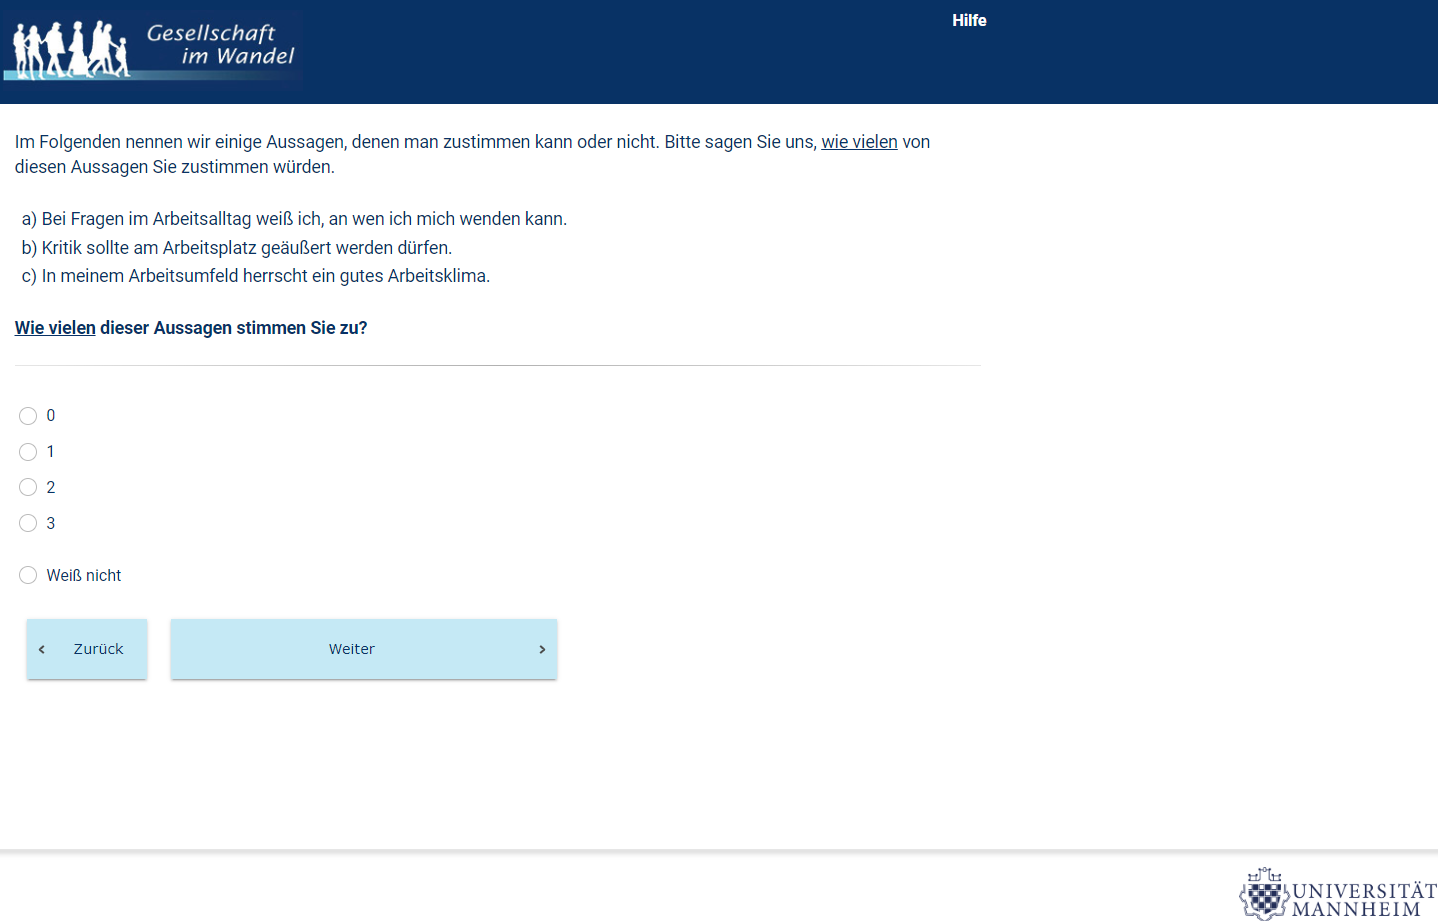 Gesellschaft
im Wandel
Hilfe
Im Folgenden nennen wir einige Aussagen, denen man zustimmen kann oder nicht. Bitte sagen Sie uns, wie vielen von
diesen Aussagen Sie zustimmen würden.
a) Bei Fragen im Arbeitsalltag weiß ich, an wen ich mich wenden kann.
b) Kritik sollte am Arbeitsplatz geäußert werden dürfen.
c) In meinem Arbeitsumfeld herrscht ein gutes Arbeitsklima.
Wie vielen dieser Aussagen stimmen Sie zu?
0
1
2
3
Weiß nicht
Zurück
Weiter
UNIVERSITÄT
MANNHEIM